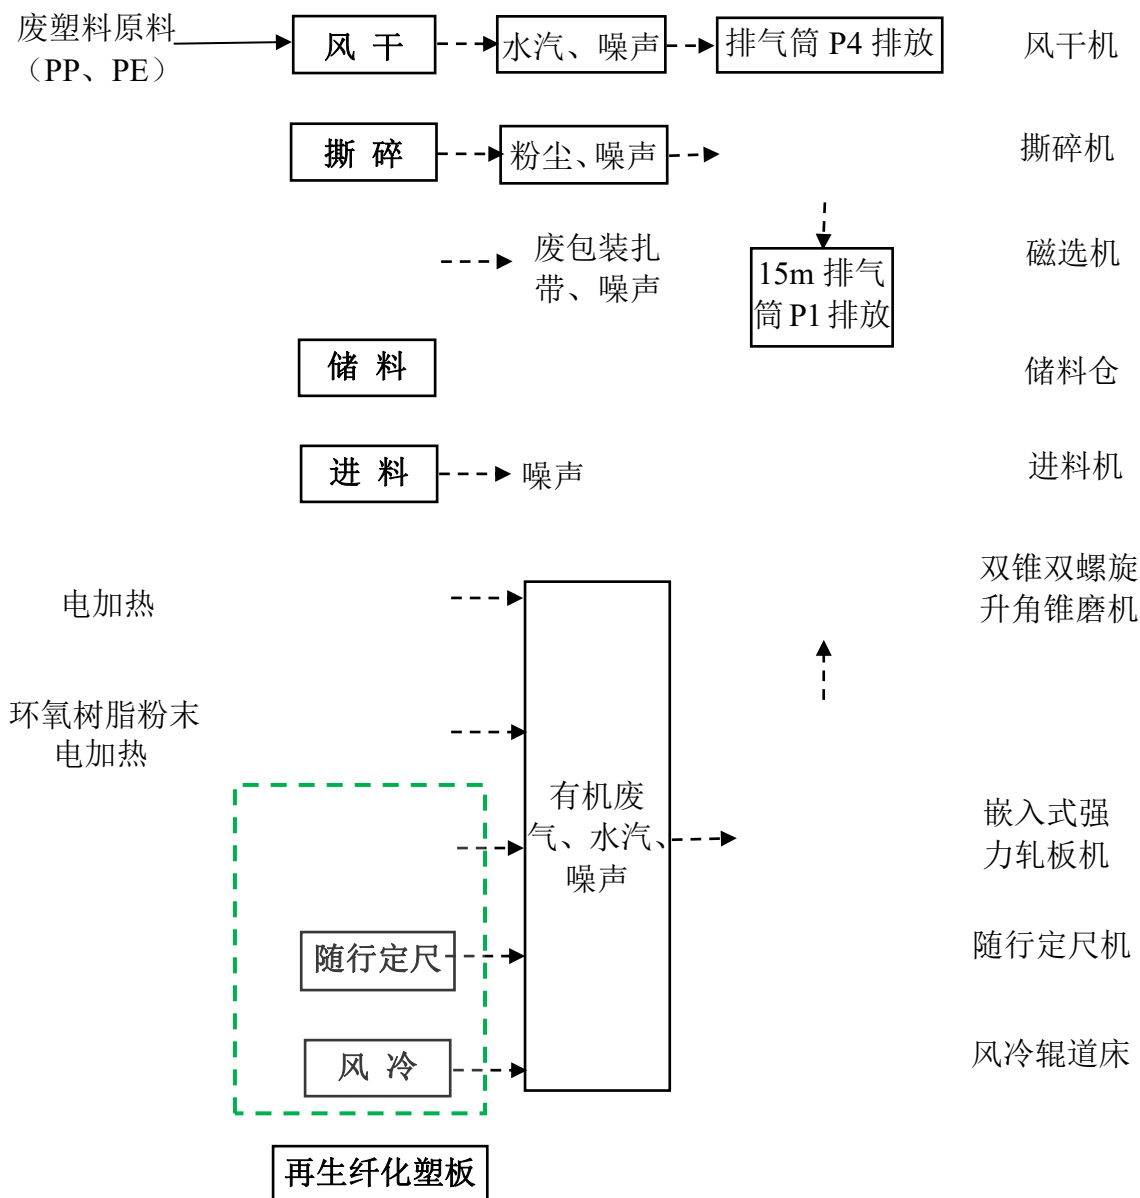 废塑料原料
（PP、PE）
风 干
水汽、噪声
排气筒 P4 排放
风干机
撕 碎
粉尘、噪声
撕碎机
废包装扎
带、噪声
15m 排气
筒 P1 排放
磁选机
储 料
储料仓
进 料
噪声
进料机
电加热
双锥双螺旋
升角锥磨机
环氧树脂粉末
电加热
有机废
气、水汽、
噪声
嵌入式强
力轧板机
随行定尺
随行定尺机
风 冷
风冷辊道床
再生纤化塑板